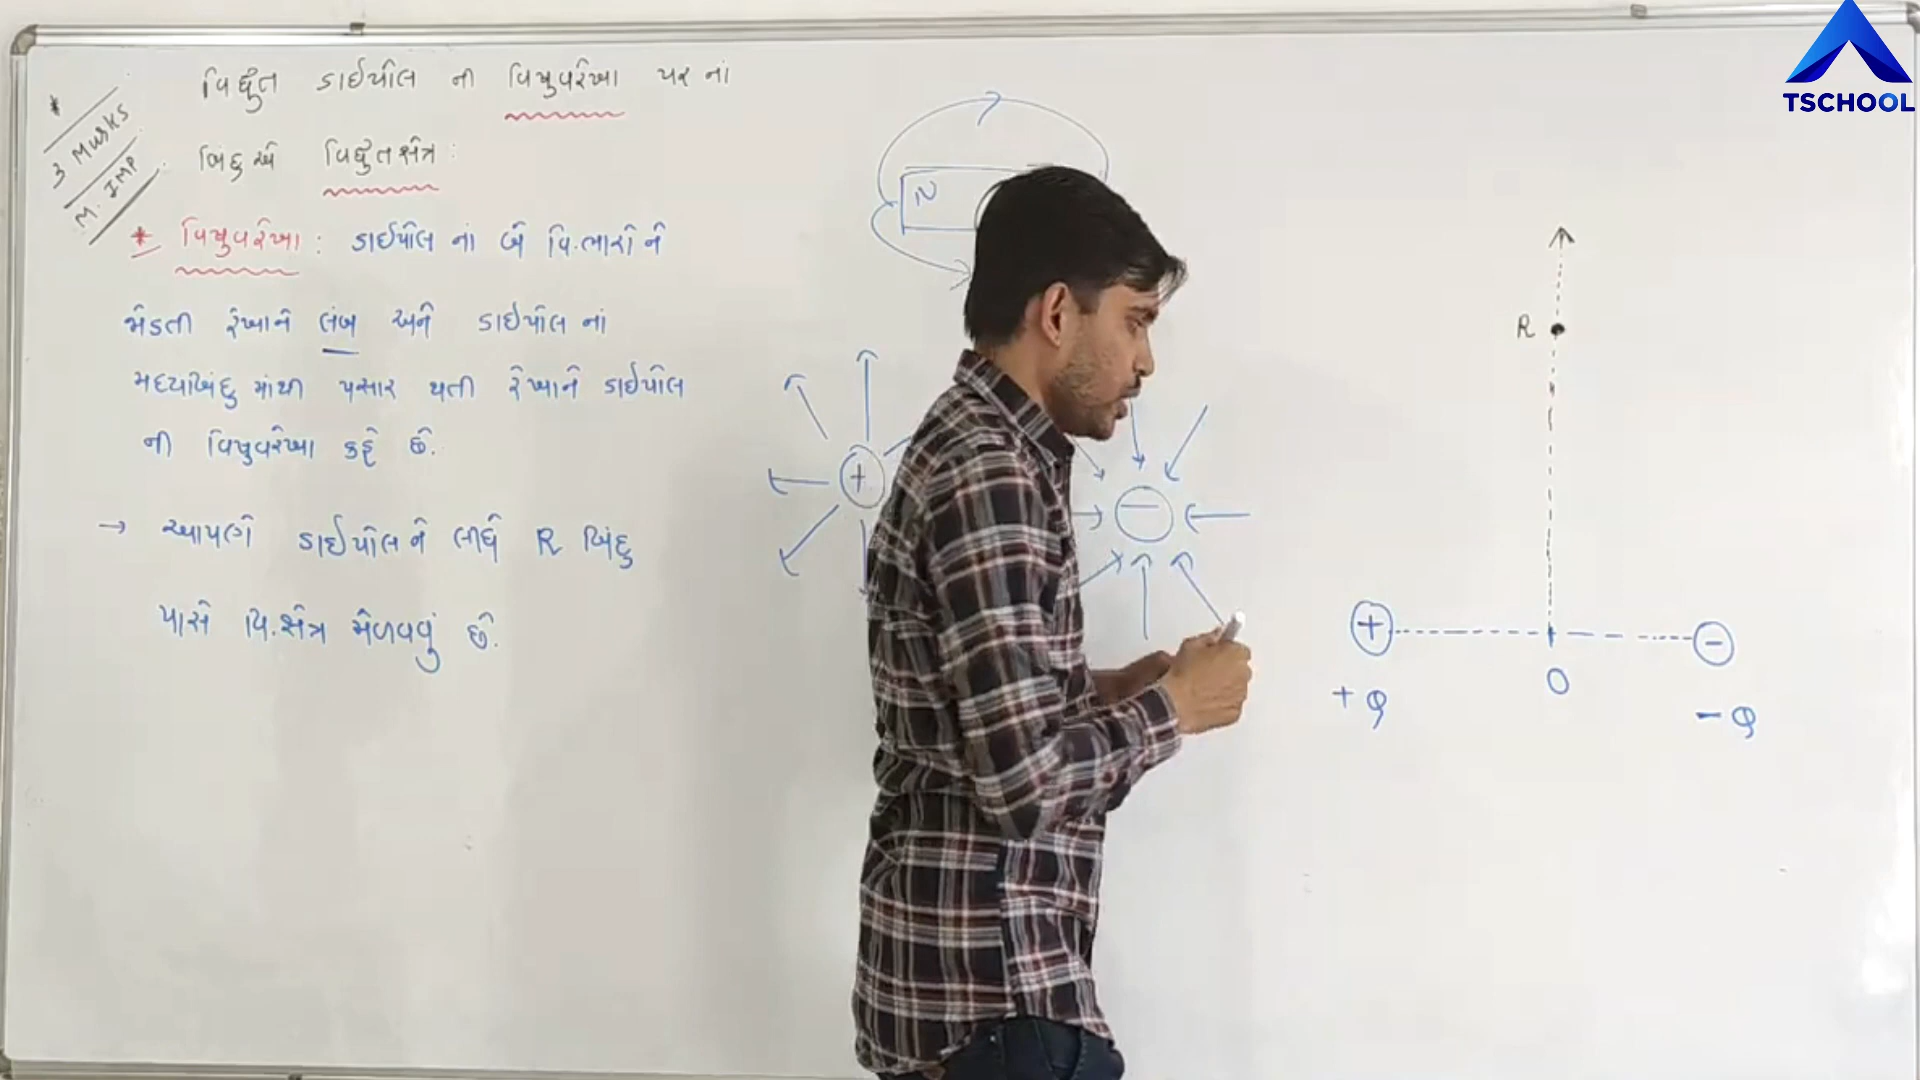 * 3 Marks
M. IMP
વિદ્યુત ડાઈપોલ ની વિષુવરેખા પર નાં
બિંદુએ વિદ્યુતક્ષેત્ર :
* વિષુવરેખા : ડાઈપોલ નાં બે વિ.ભારોને
જોડતી રેખાને લંબ અને ડાઈપોલ નાં
મધ્યબિંદુ માંથી પસાર થતી રેખાને ડાઈપોલ
ની વિષુવરેખા કહે છે.
→ આપણે ડાઈપોલ ને લીધે R બિંદુ
પાસે વિ.ક્ષેત્ર મેળવવું છે.
N
+
−
R
+
−
O
+ Q
− Q
TSCHOOL